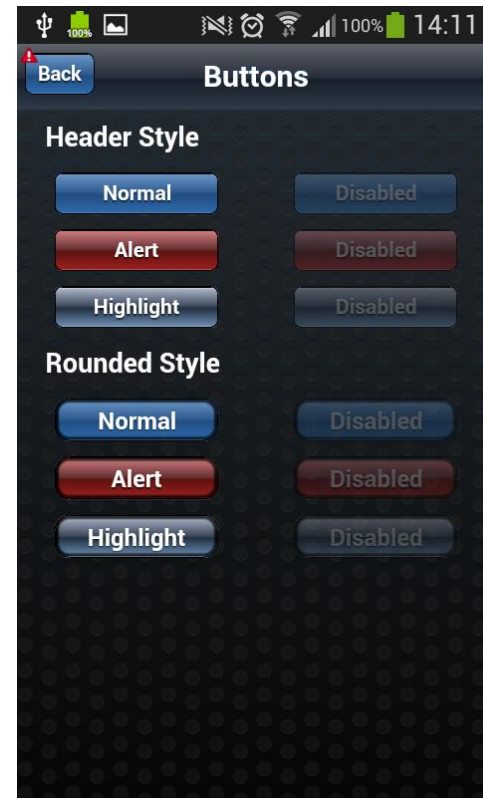 100%
100% 14:11
Back Buttons
Header Style
Normal Disabled
Alert Disabled
Highlight Disabled
Rounded Style
Normal Disabled
Alert Disabled
Highlight Disabled